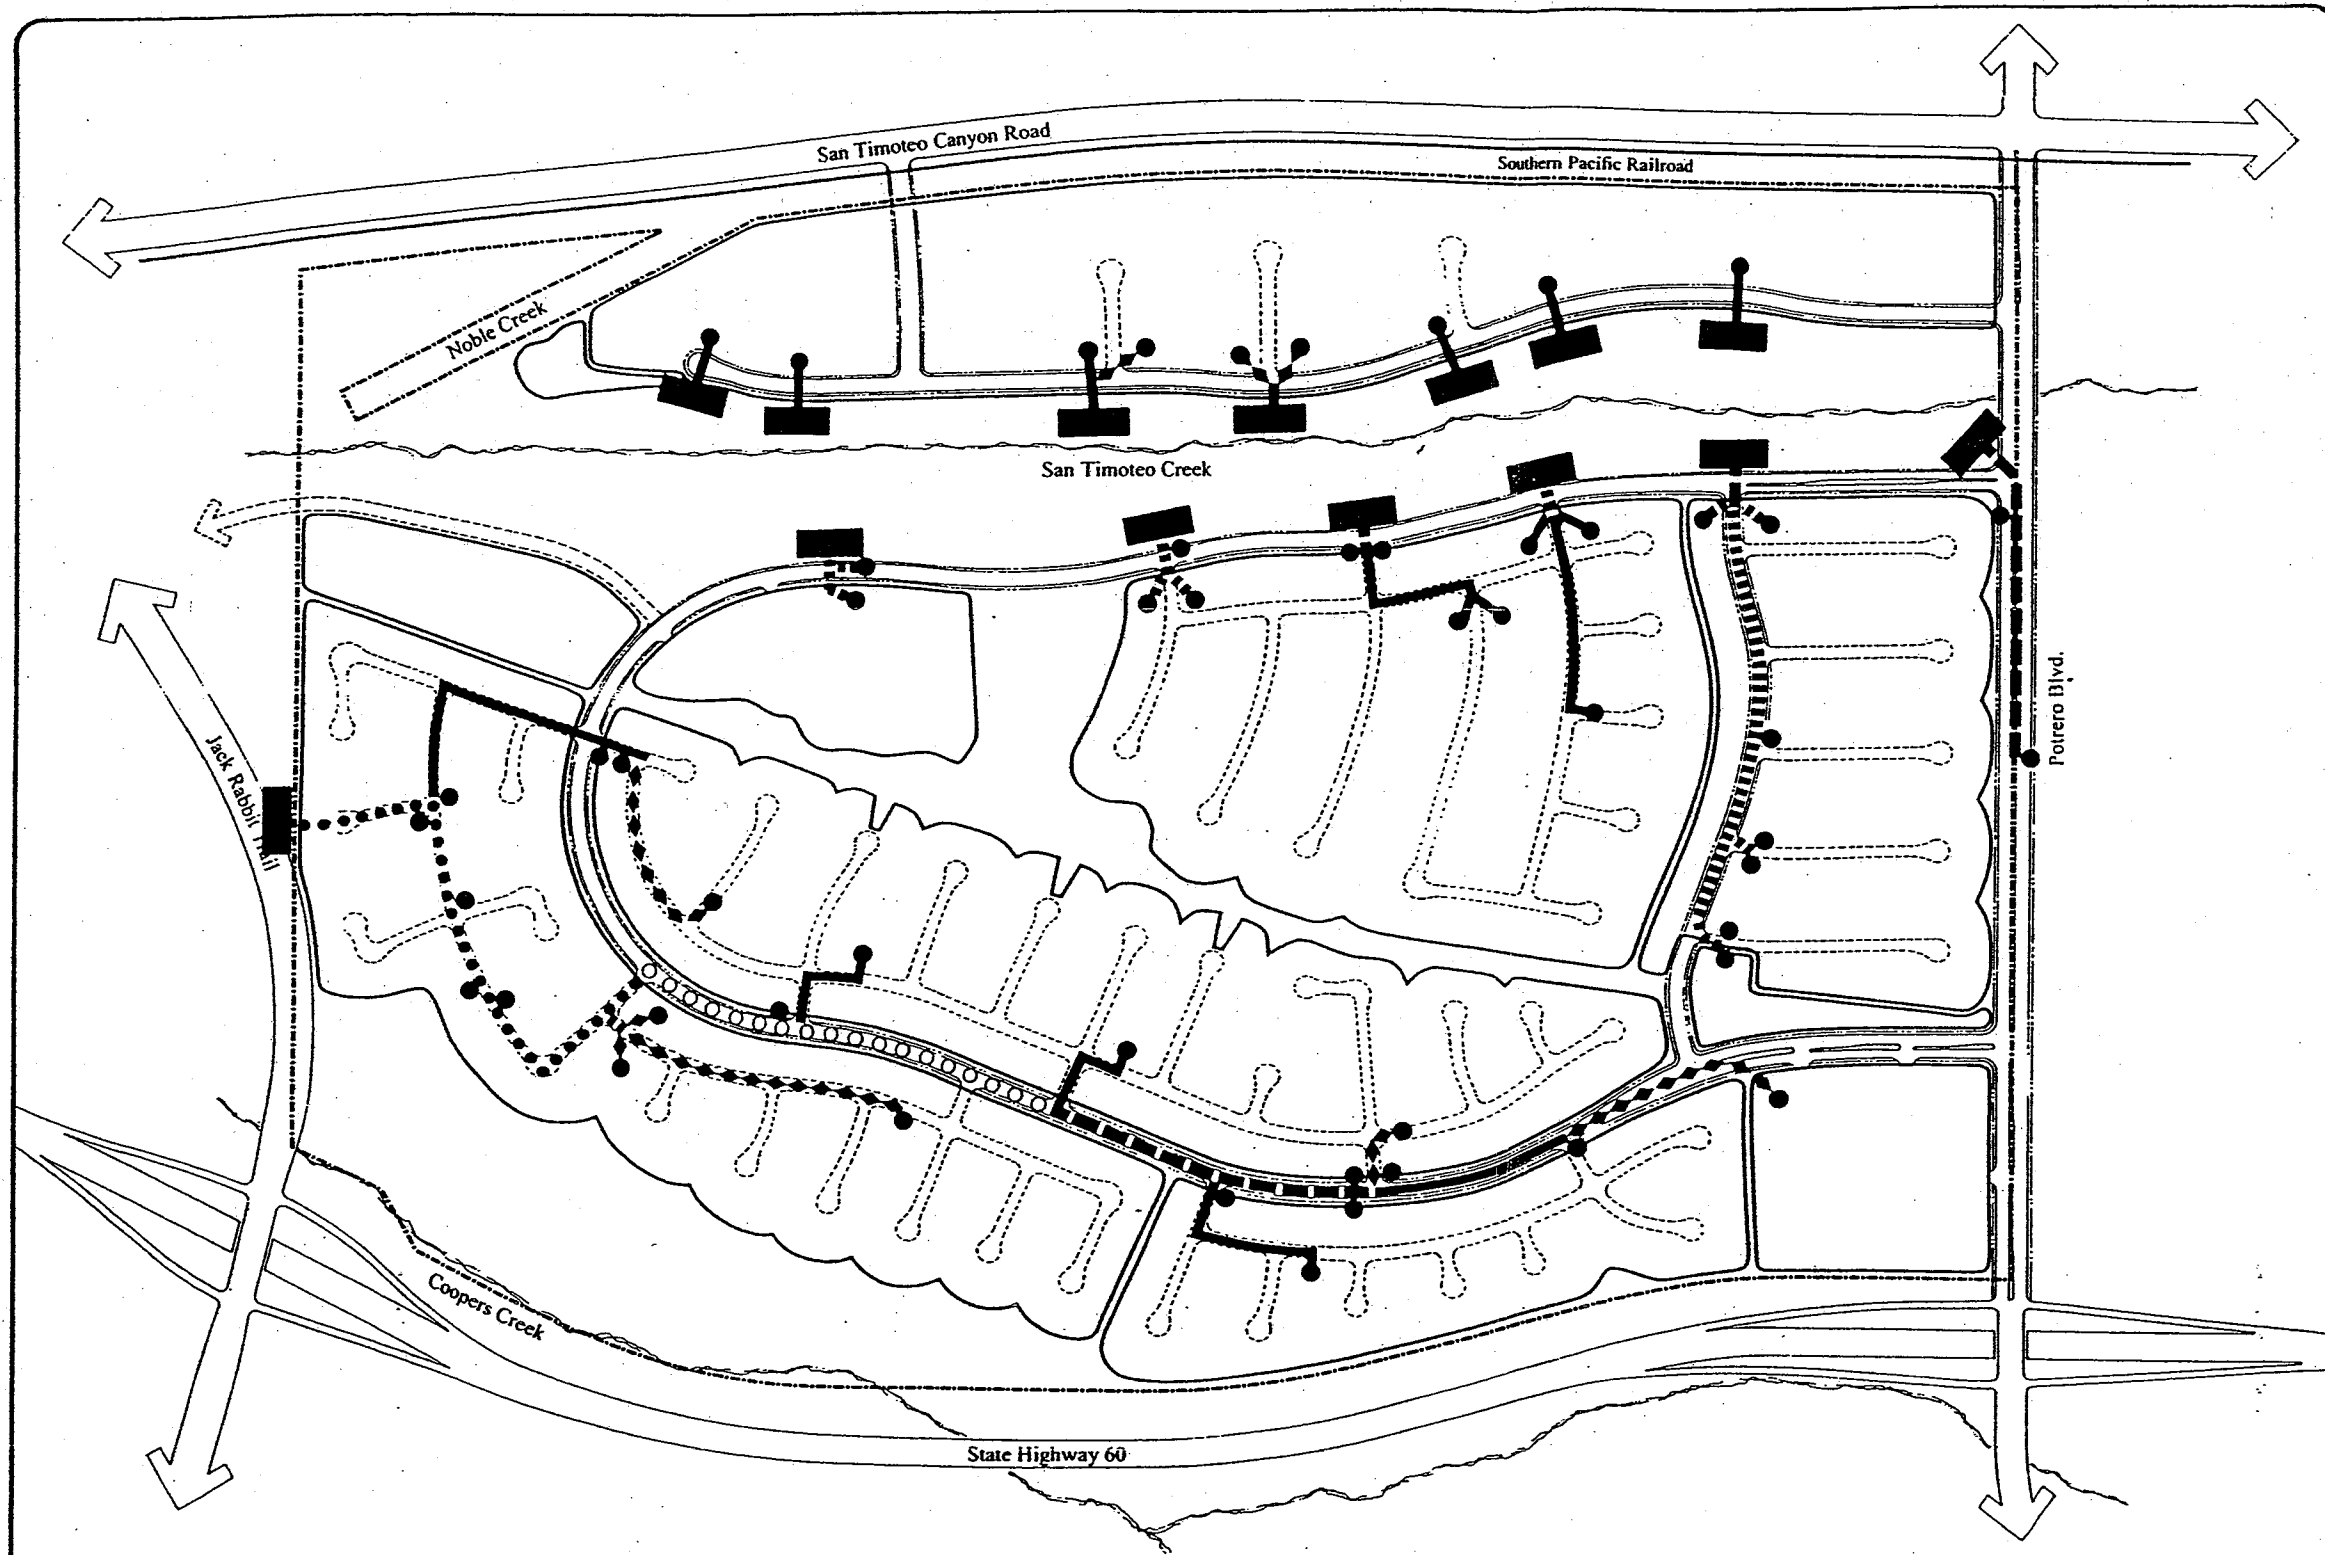 San Timoteo Canyon Road
Southern Pacific Railroad
Noble Creek
San Timoteo Creek
Potrero Blvd.
Jack Rabbit Trail
Coopers Creek
State Highway 60